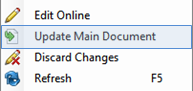 Edit Online
Update Main Document
Discard Changes
Refresh F5